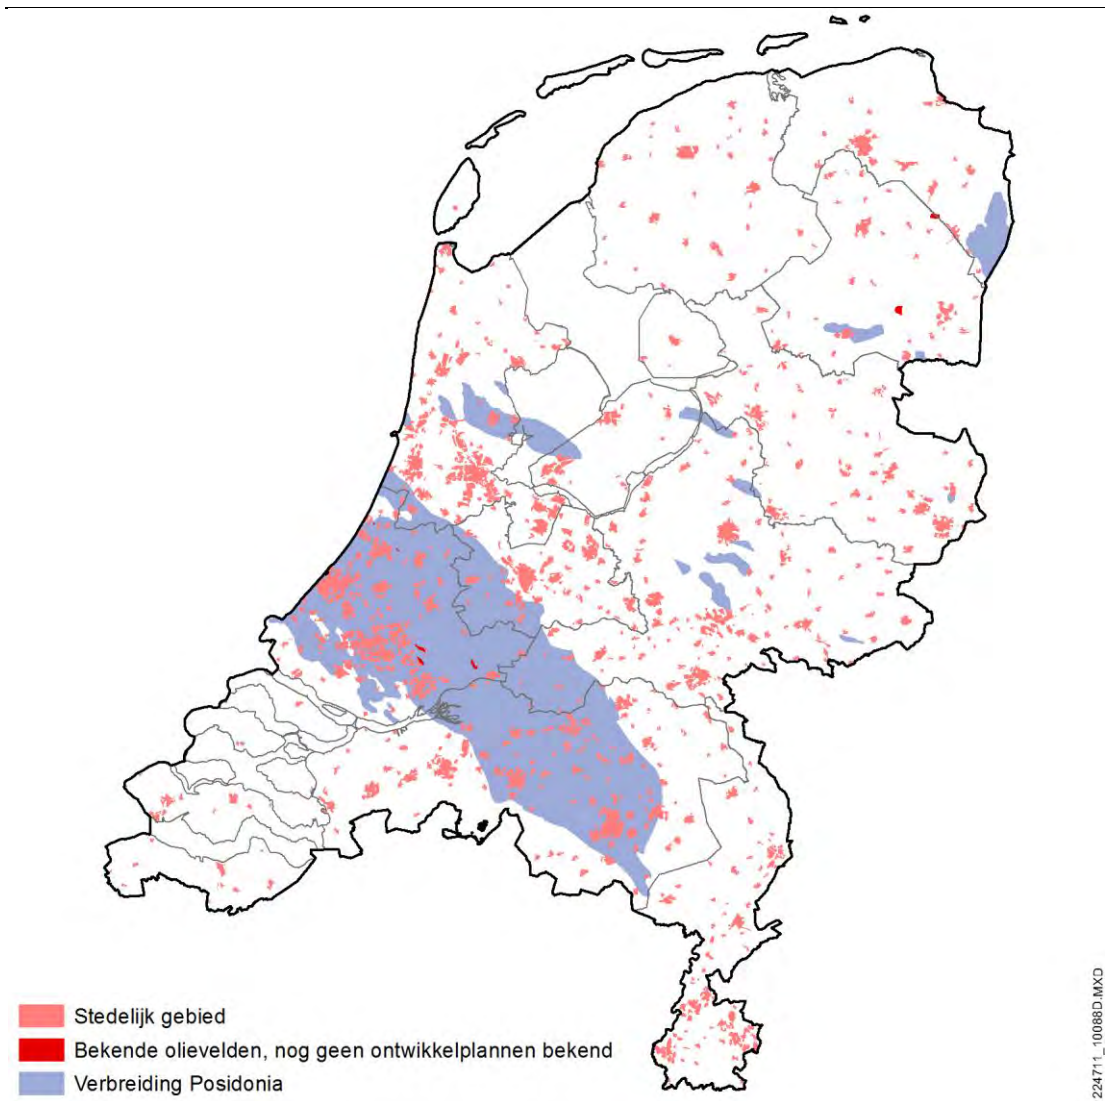 Stedelijk gebied
Bekende olievelden, nog geen ontwikkelplannen bekend
Verbreiding Posidonia
224711_10088D.MXD